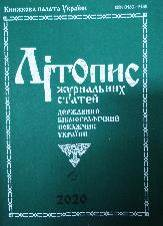 Книжкова палата України
Літопис
журнальних
статей
державний
бібліографічний
покажчик
україни
2020